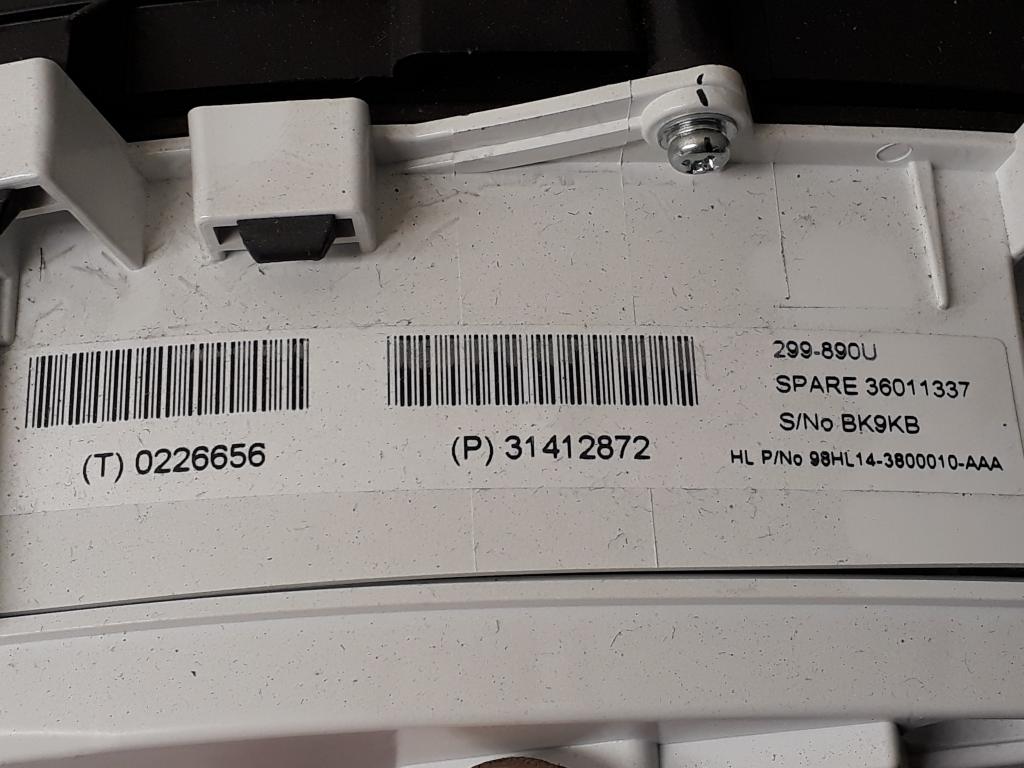 (T) 0226656
(P) 31412872
299-890U
SPARE 36011337
S/No BK9KB
HL P/No 98HL14-3800010-AAA